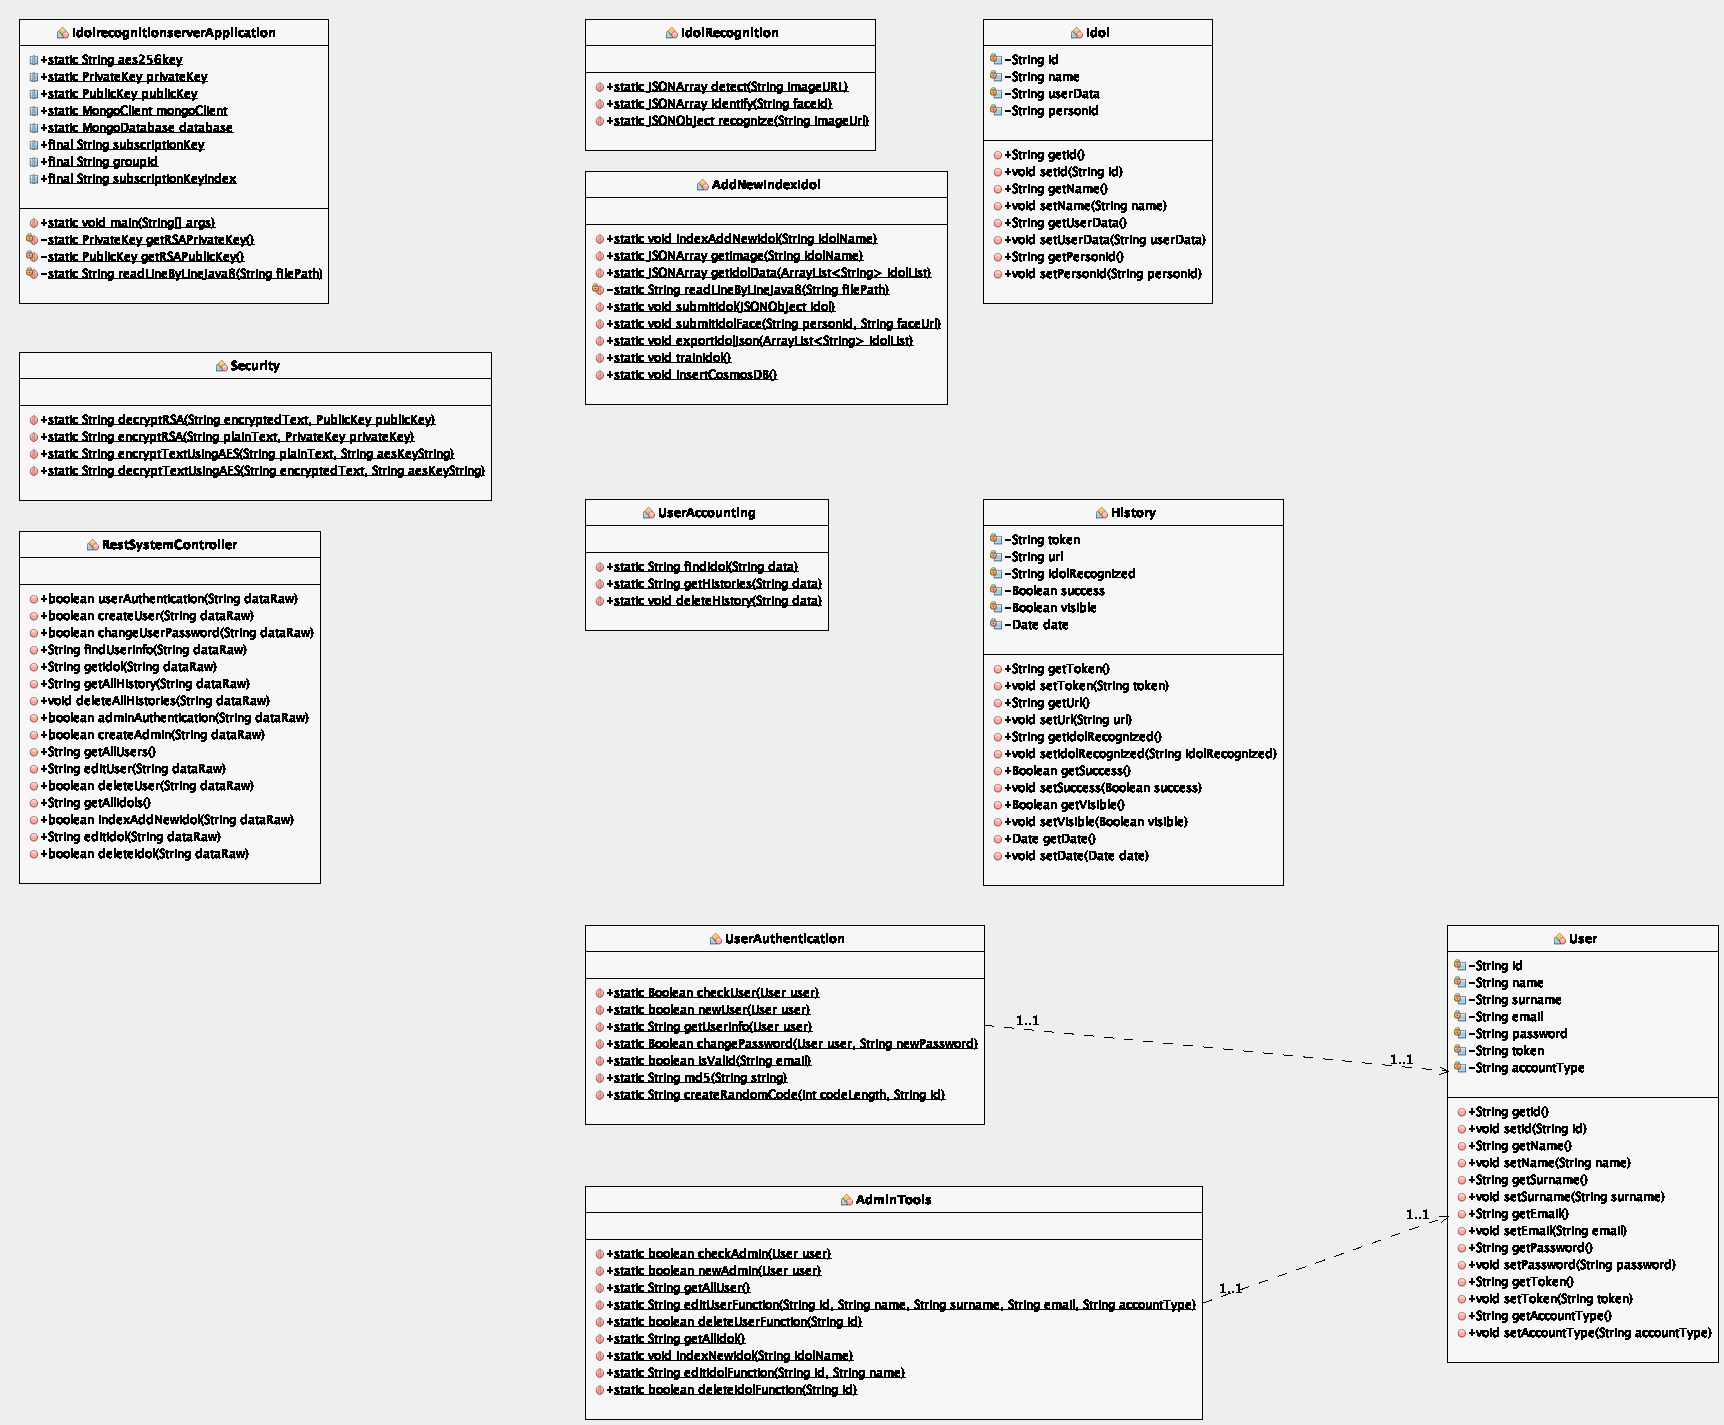 IdolrecognitionserverApplication
+static String aes256key
+static PrivateKey privateKey
+static PublicKey publicKey
+static MongoClient mongoClient
+static MongoDatabase database
+final String subscriptionKey
+final String groupId
+final String subscriptionKeyIndex
+static void main(String[] args)
-static PrivateKey getRSAPrivateKey()
-static PublicKey getRSAPublicKey()
-static String readLineByLineJava8(String filePath)
Security
+static String decryptRSA(String encryptedText, PublicKey publicKey)
+static String encryptRSA(String plainText, PrivateKey privateKey)
+static String encryptTextUsingAES(String plainText, String aesKeyString)
+static String decryptTextUsingAES(String encryptedText, String aesKeyString)
RestSystemController
+boolean userAuthentication(String dataRaw)
+boolean createUser(String dataRaw)
+boolean changeUserPassword(String dataRaw)
+String findUserInfo(String dataRaw)
+String getIdol(String dataRaw)
+String getAllHistory(String dataRaw)
+void deleteAllHistories(String dataRaw)
+boolean adminAuthentication(String dataRaw)
+boolean createAdmin(String dataRaw)
+String getAllUsers()
+String editUser(String dataRaw)
+boolean deleteUser(String dataRaw)
+String getAllIdols()
+boolean indexAddNewIdol(String dataRaw)
+String editIdol(String dataRaw)
+boolean deleteIdol(String dataRaw)
IdolRecognition
+static JSONArray detect(String imageURL)
+static JSONArray identify(String faceId)
+static JSONObject recognize(String imageUrl)
AddNewIndexIdol
+static void indexAddNewIdol(String idolName)
+static JSONArray getImage(String idolName)
+static JSONArray getIdolData(ArrayList<String> idolList)
-static String readLineByLineJava8(String filePath)
+static void submitIdol(JSONObject idol)
+static void submitIdolFace(String personId, String faceUrl)
+static void exportIdolJson(ArrayList<String> idolList)
+static void trainIdol()
+static void insertCosmosDB()
Idol
-String id
-String name
-String userData
-String personId
+String getId()
+void setId(String id)
+String getName()
+void setName(String name)
+String getUserData()
+void setUserData(String userData)
+String getPersonId()
+void setPersonId(String personId)
UserAccounting
+static String findIdol(String data)
+static String getHistories(String data)
+static void deleteHistory(String data)
History
-String token
-String url
-String idolRecognized
-Boolean success
-Boolean visible
-Date date
+String getToken()
+void setToken(String token)
+String getUrl()
+void setUrl(String url)
+String getIdolRecognized()
+void setIdolRecognized(String idolRecognized)
+Boolean getSuccess()
+void setSuccess(Boolean success)
+Boolean getVisible()
+void setVisible(Boolean visible)
+Date getDate()
+void setDate(Date date)
UserAuthentication
+static Boolean checkUser(User user)
+static boolean newUser(User user)
+static String getUserInfo(User user)
+static Boolean changePassword(User user, String newPassword)
+static boolean isValid(String email)
+static String md5(String string)
+static String createRandomCode(int codeLength, String id)
1..1
1..1
AdminTools
+static boolean checkAdmin(User user)
+static boolean newAdmin(User user)
+static String getAllUser()
+static String editUserFunction(String id, String name, String surname, String email, String accountType)
+static boolean deleteUserFunction(String id)
+static String getAllIdol()
+static void indexNewIdol(String idolName)
+static String editIdolFunction(String id, String name)
+static boolean deleteIdolFunction(String id)
1..1
1..1
User
-String id
-String name
-String surname
-String email
-String password
-String token
-String accountType
+String getId()
+void setId(String id)
+String getName()
+void setName(String name)
+String getSurname()
+void setSurname(String surname)
+String getEmail()
+void setEmail(String email)
+String getPassword()
+void setPassword(String password)
+String getToken()
+void setToken(String token)
+String getAccountType()
+void setAccountType(String accountType)